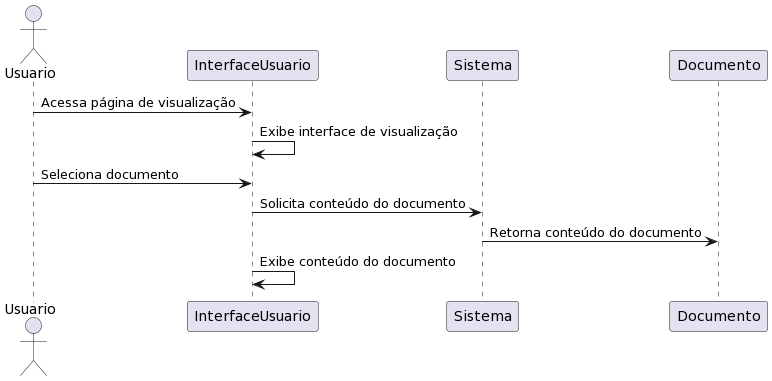 Usuario
InterfaceUsuario
Sistema
Documento
Acessa página de visualização
Exibe interface de visualização
Seleciona documento
Solicita conteúdo do documento
Retorna conteúdo do documento
Exibe conteúdo do documento
Usuario
InterfaceUsuario
Sistema
Documento